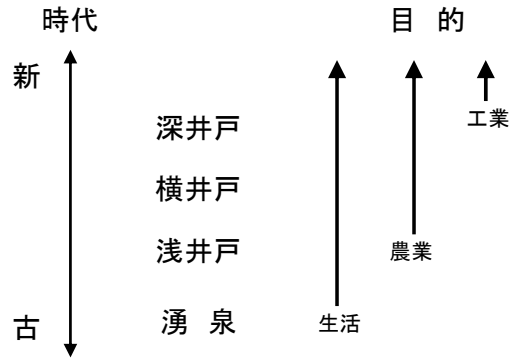 時代 目的
新
工業
深井戸
横井戸
浅井戸 農業
古 湧泉 生活